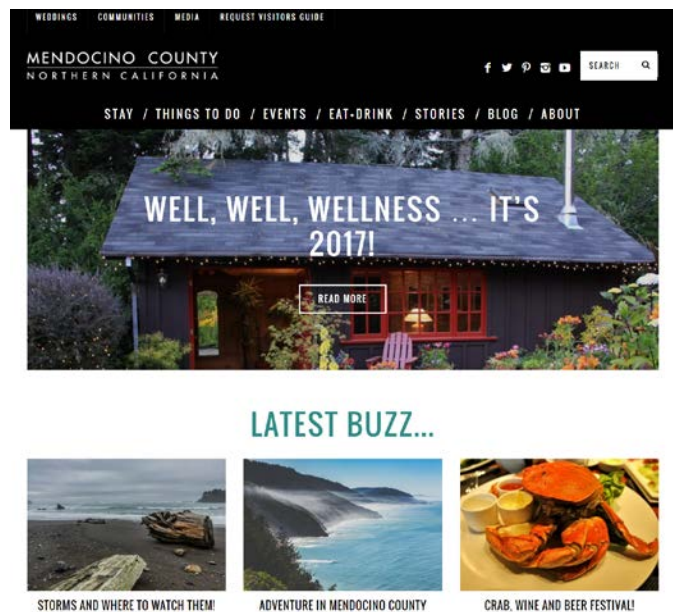 WEDDINGS COMMUNITIES MEDIA REQUEST VISITORS GUIDE
MENDOCINO COUNTY
NORTHERN CALIFORNIA
SEARCH
STAY / THINGS TO DO / EVENTS / EAT+DRINK / STORIES / BLOG / ABOUT
WELL, WELL, WELLNESS ... IT'S
2017!
READ MORE
LATEST BUZZ...
STORMS AND WHERE TO WATCH THEM! ADVENTURE IN MENDOCINO COUNTY CRAB, WINE AND BEER FESTIVAL!